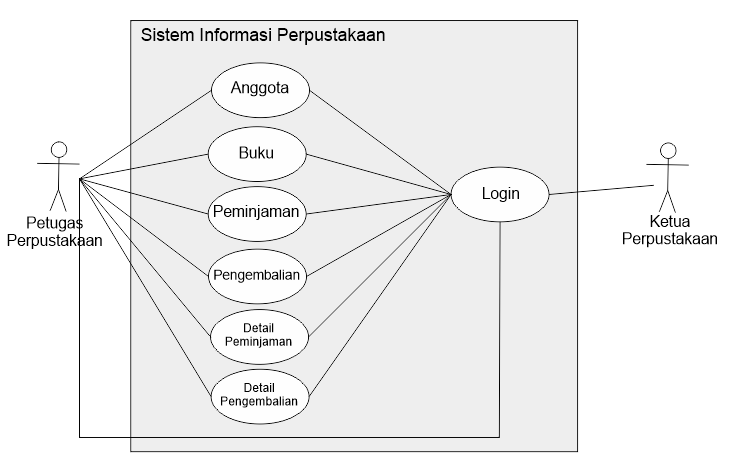 Sistem Informasi Perpustakaan
Anggota
Buku
Peminjaman
Pengembalian
Detail
Peminjaman
Detail
Pengembalian
Login
Petugas
Perpustakaan
Ketua
Perpustakaan